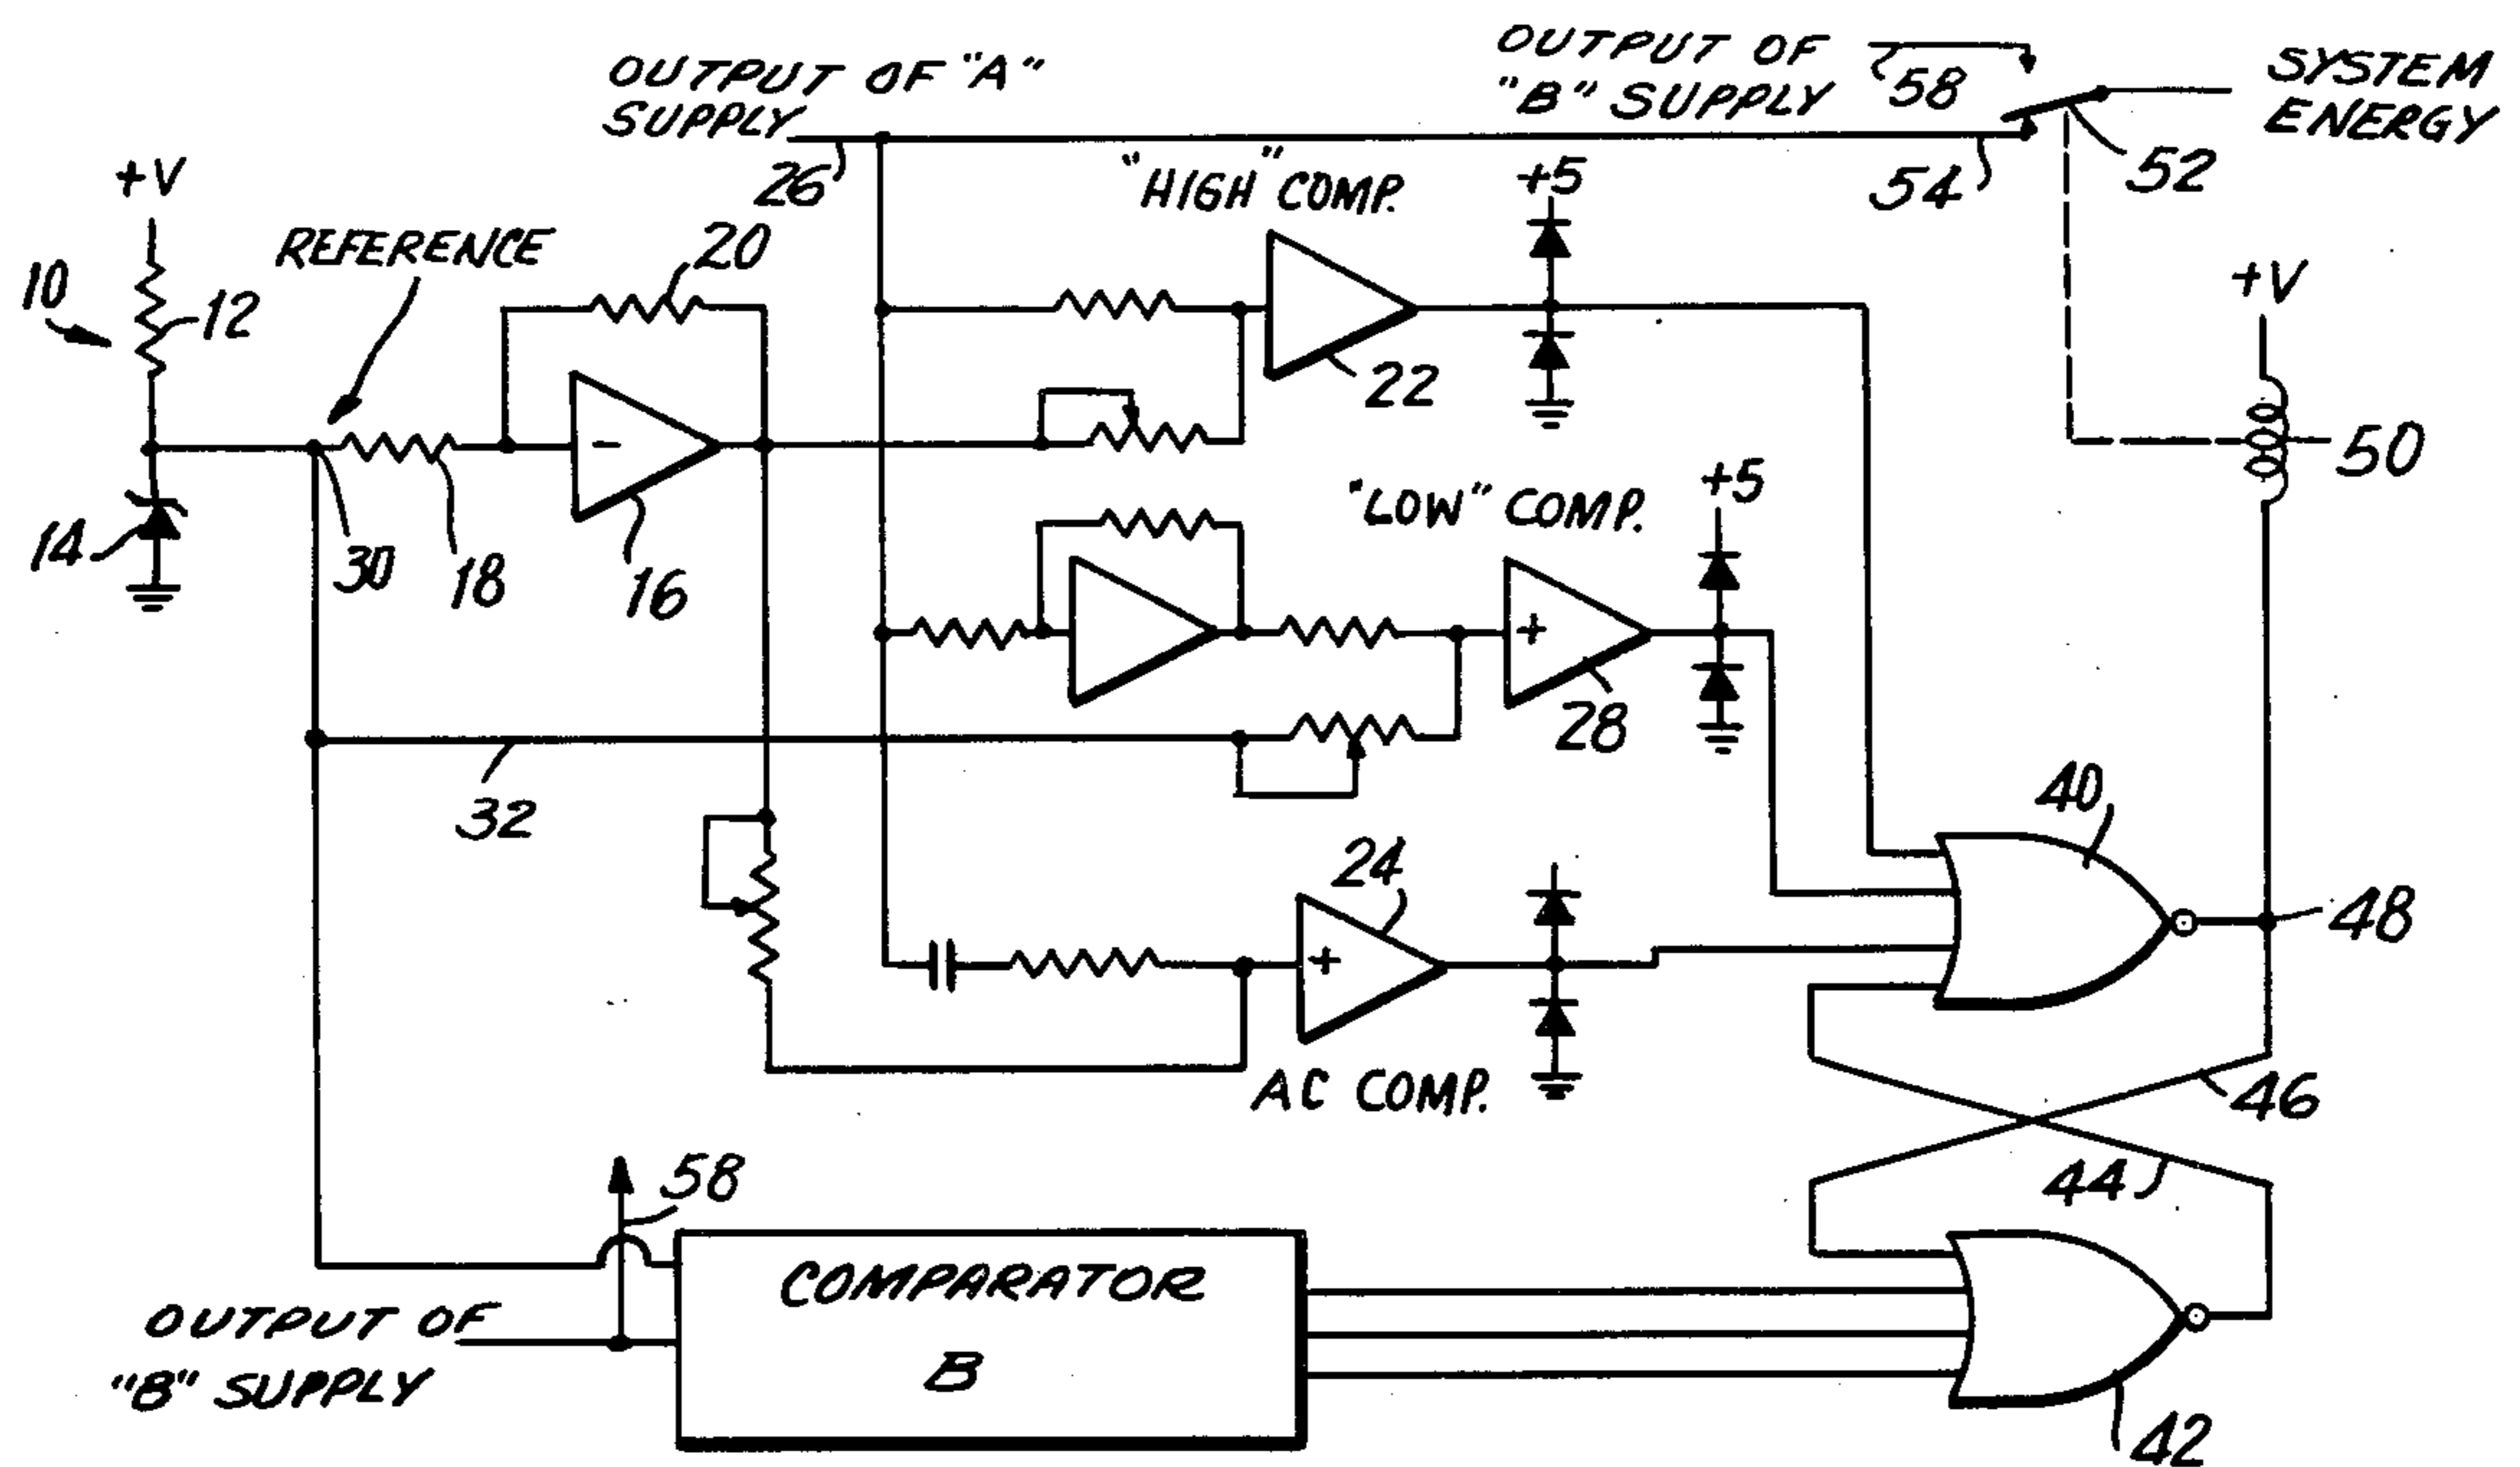 OUTPUT OF "A"
SUPPLY
26
OUTPUT OF
"B" SUPPLY
58
SYSTEM
ENERGY
54
52
+V
10
12
REFERENCE
20
"HIGH" COMP.
+5
22
+V
50
14
30
18
16
"LOW" COMP.
+5
-
+
28
32
40
24
+
48
AC COMP.
46
44
58
COMPARATOR
B
OUTPUT OF
"B" SUPPLY
42